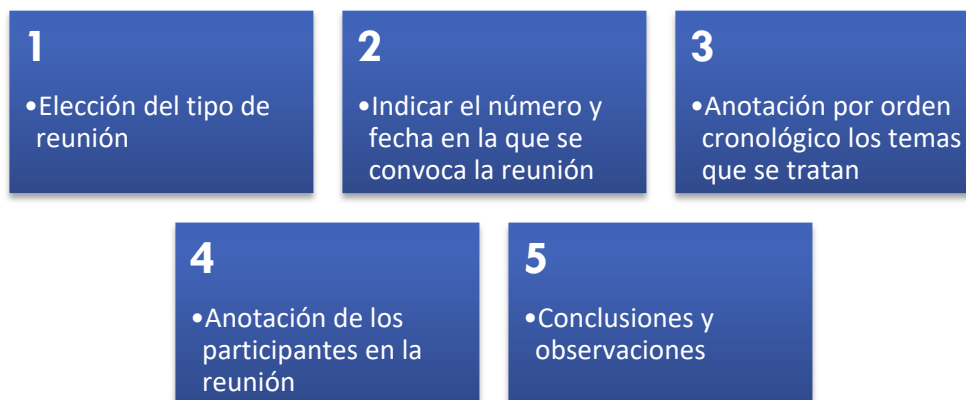 1
•Elección del tipo de
reunión
2
•Indicar el número y
fecha en la que se
convoca la reunión
3
•Anotación por orden
cronológico los temas
que se tratan
4
•Anotación de los
participantes en la
reunión
5
•Conclusiones y
observaciones